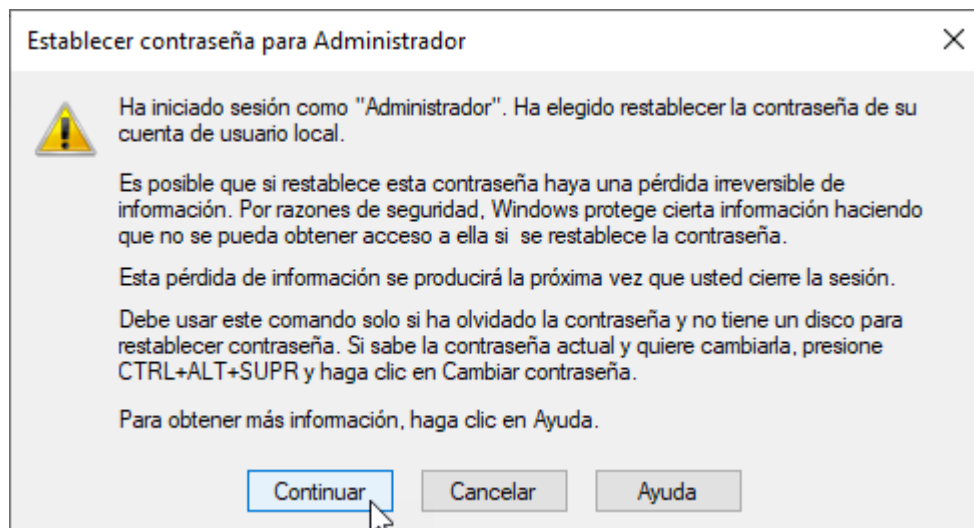 Establecer contraseña para Administrador
Ha iniciado sesión como "Administrador". Ha elegido restablecer la contraseña de su
cuenta de usuario local.
Es posible que si restablece esta contraseña haya una pérdida irreversible de
información. Por razones de seguridad, Windows protege cierta información haciendo
que no se pueda obtener acceso a ella si  se restablece la contraseña.
Esta pérdida de información se producirá la próxima vez que usted cierre la sesión.
Debe usar este comando solo si ha olvidado la contraseña y no tiene un disco para
restablecer contraseña. Si sabe la contraseña actual y quiere cambiarla, presione
CTRL+ALT+SUPR y haga clic en Cambiar contraseña.
Para obtener más información, haga clic en Ayuda.
Continuar Cancelar Ayuda